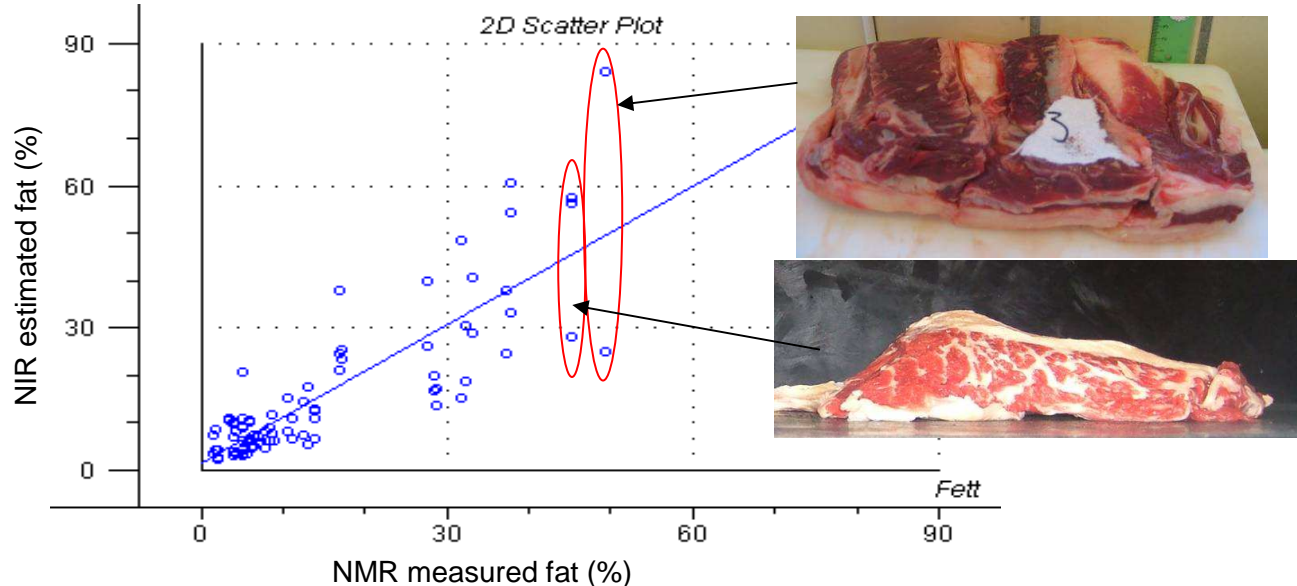 2D Scatter Plot
90
60
30
0
NIR estimated fat (%)
3
Fett
0
30
60
90
NMR measured fat (%)